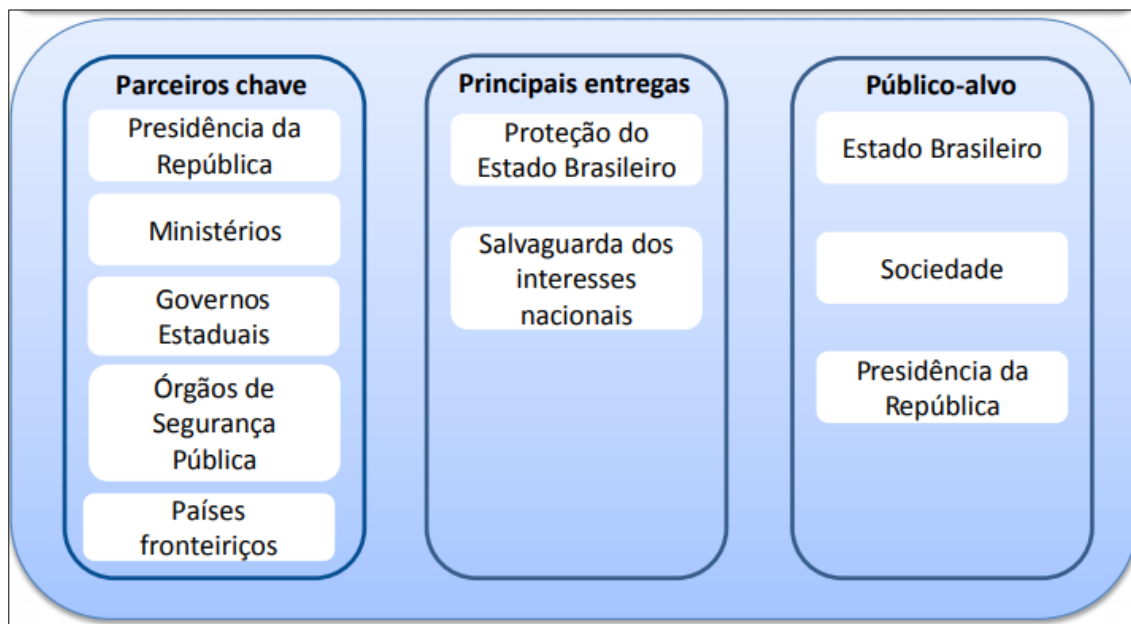 Parceiros chave
Presidência da
República
Ministérios
Governos
Estaduais
Órgãos de
Segurança
Pública
Países
fronteiriços
Principais entregas
Proteção do
Estado Brasileiro
Salvaguarda dos
interesses
nacionais
Público-alvo
Estado Brasileiro
Sociedade
Presidência da
República